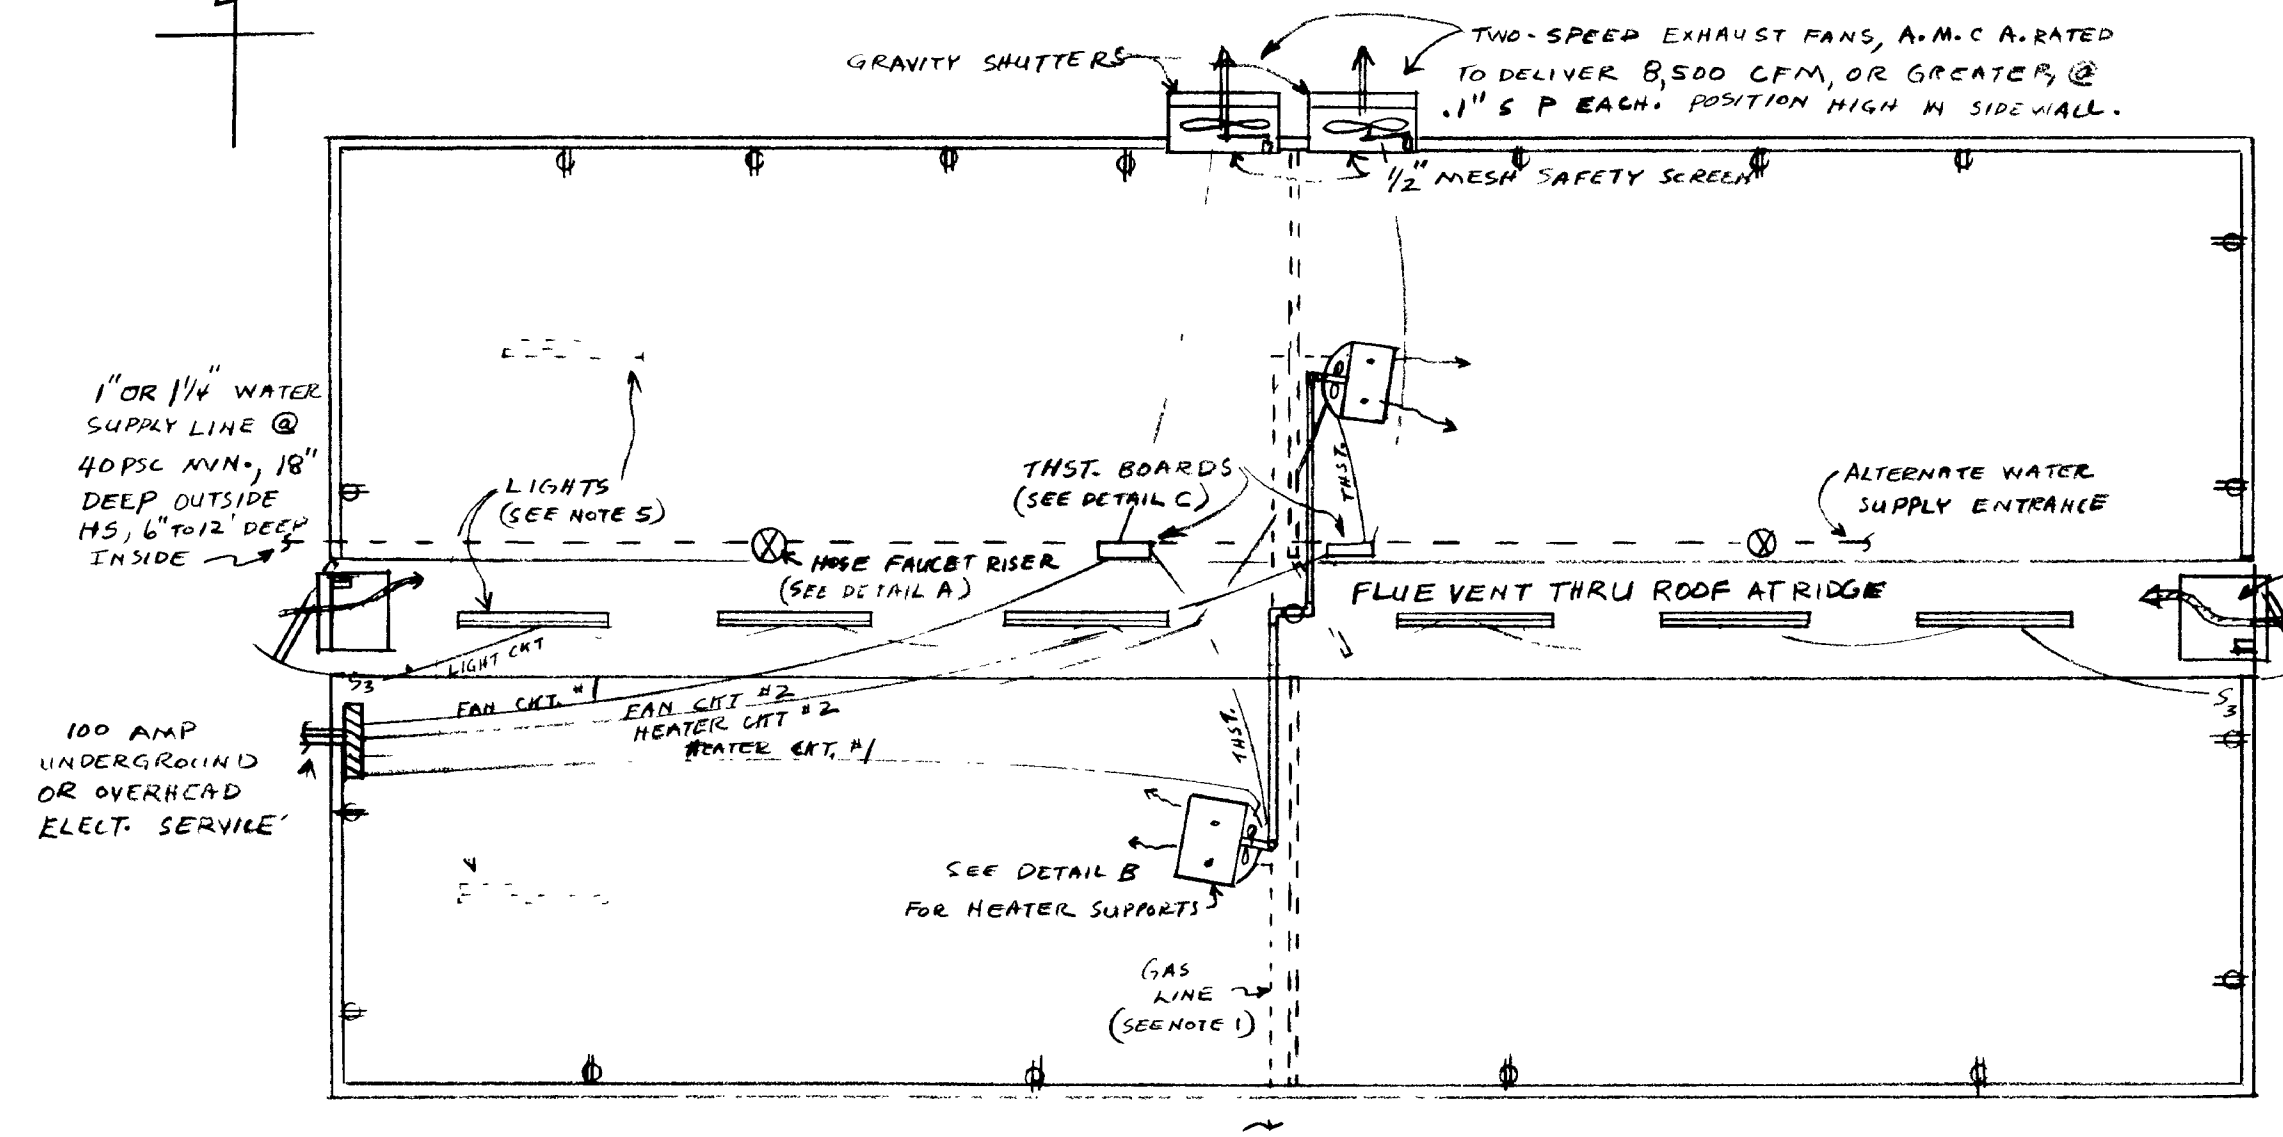 GRAVITY SHUTTERS
TWO-SPEED EXHAUST FANS, A.M.C A. RATED
TO DELIVER 8,500 CFM, OR GREATER, @
.1" S P EACH. POSITION HIGH IN SIDEWALL.
1/2" MESH SAFETY SCREEN
1" OR 1 1/4" WATER
SUPPLY LINE @
40 PSC MVN., 18"
DEEP OUTSIDE
HS, 6" TO 12' DEEP
INSIDE
LIGHTS
(SEE NOTE 5)
THST. BOARDS
(SEE DETAIL C)
THST.
ALTERNATE WATER
SUPPLY ENTRANCE
HOSE FAUCET RISER
(SEE DETAIL A)
FLUE VENT THRU ROOF AT RIDGE
LIGHT CKT
S3
FAN CKT. #1
FAN CKT #2
HEATER CKT #2
HEATER CKT. #1
THST.
S3
100 AMP
UNDERGROUND
OR OVERHEAD
ELECT. SERVICE
SEE DETAIL B
FOR HEATER SUPPORTS
GAS
LINE
(SEE NOTE 1)